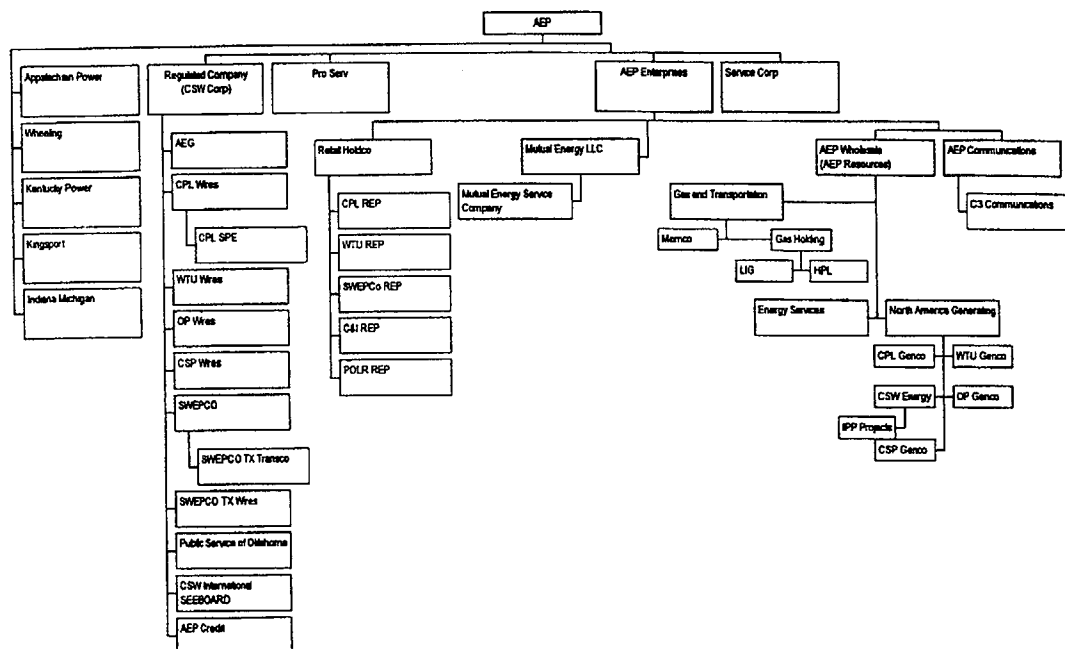 AEP
Appalachian Power
Wheeling
Kentucky Power
Kingsport
Indiana Michigan
Regulated Company
(CSW Corp)
Pro Serv
AEP Enterprises
Service Corp
AEG
CPL Wires
CPL SPE
WTU Wires
OP Wires
CSP Wires
SWEPCO
SWEPCO TX Transco
SWEPCO TX Wires
Public Service of Oklahoma
CSW International
SEEBOARD
AEP Credit
Retail Holdco
CPL REP
WTU REP
SWEPCo REP
C&I REP
POLR REP
Mutual Energy LLC
Mutual Energy Service
Company
AEP Wholesale
(AEP Resources)
AEP Communications
C3 Communications
Gas and Transportation
Memco
Gas Holding
LIG
HPL
Energy Services
North America Generating
CPL Genco
WTU Genco
CSW Energy
OP Genco
IPP Projects
CSP Genco